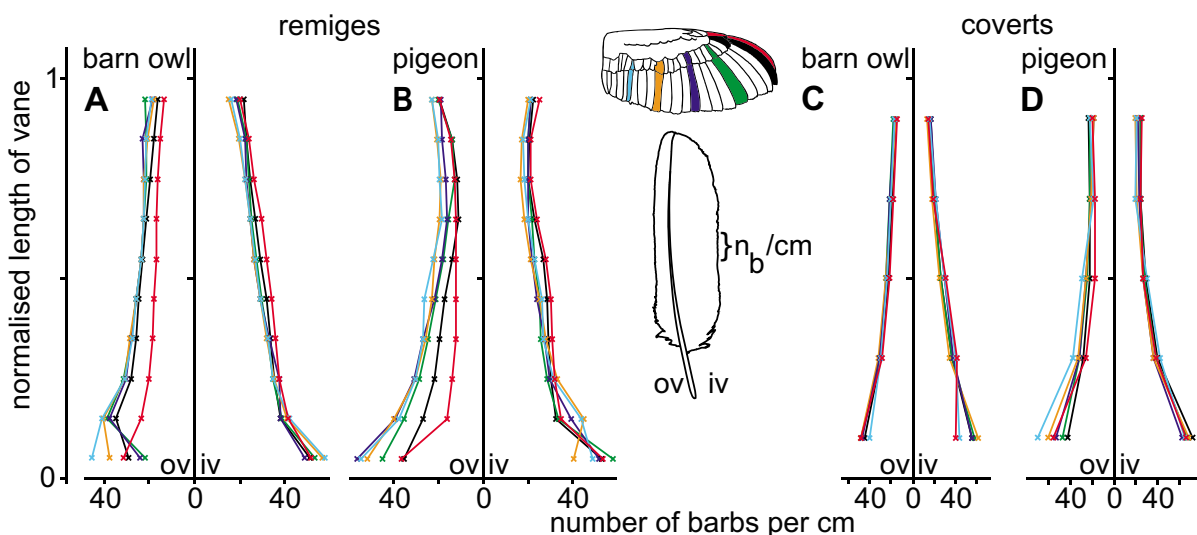 remiges
coverts
barn owl
pigeon
barn owl
pigeon
A
B
C
D
1
normalised length of vane
0
} n_b/cm
ov iv
ov iv
ov iv
ov iv
ov iv
40 0 40
40 0 40
40 0 40
40 0 40
number of barbs per cm